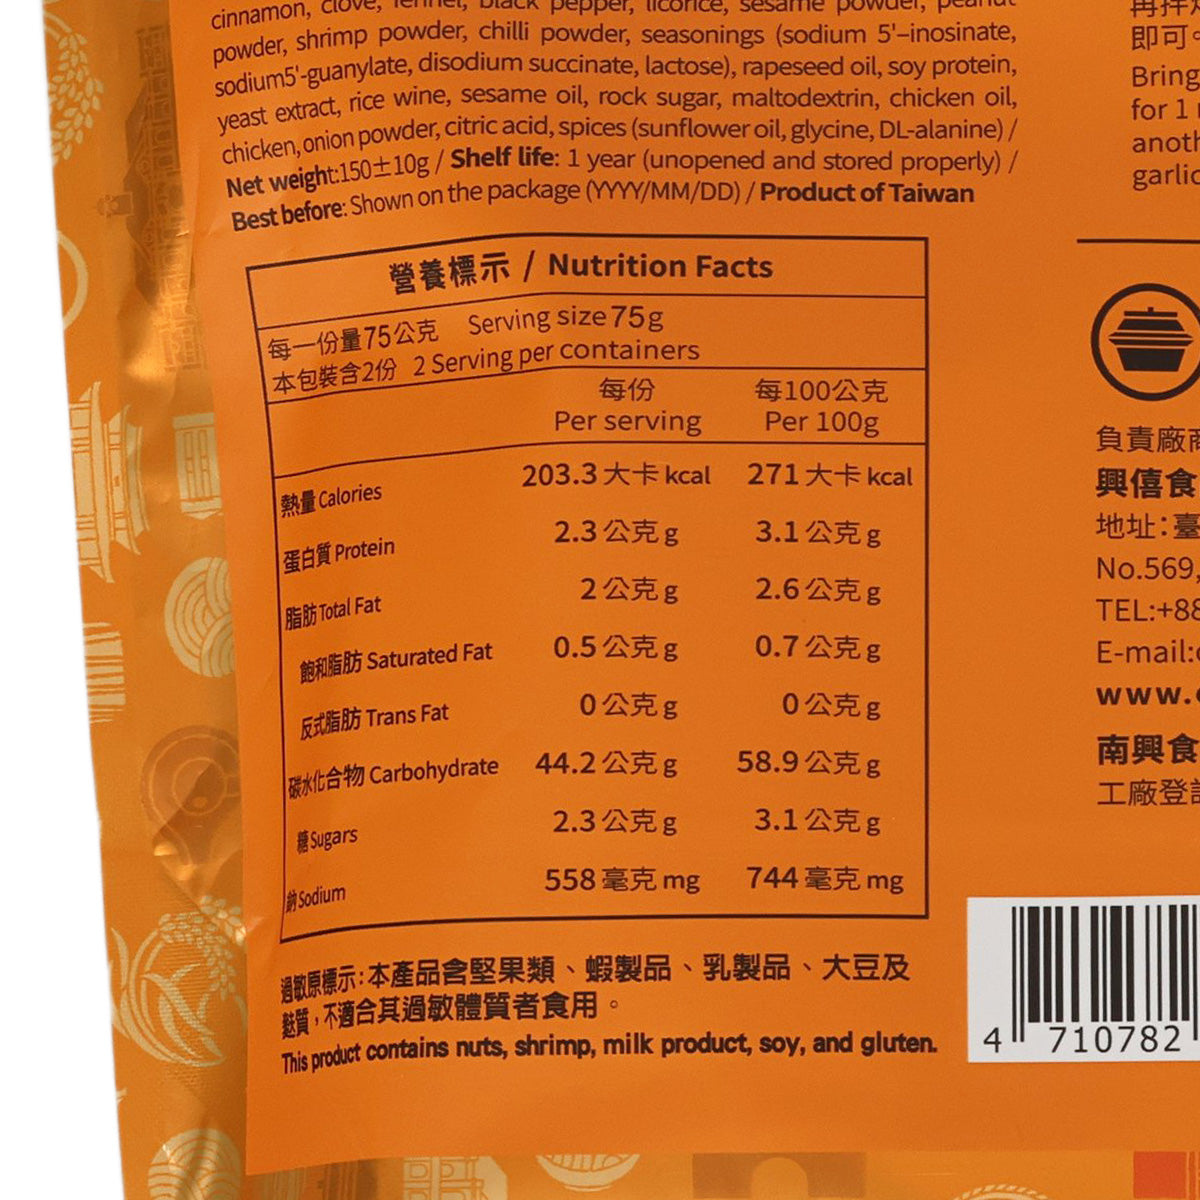 cinnamon, clove, fennel, black pepper, licorice, sesame powder, peanut
powder, shrimp powder, chilli powder, seasonings (sodium 5'–inosinate,
sodium5'-guanylate, disodium succinate, lactose), rapeseed oil, soy protein,
yeast extract, rice wine, sesame oil, rock sugar, maltodextrin, chicken oil,
chicken, onion powder, citric acid, spices (sunflower oil, glycine, DL-alanine) /
Net weight:150±10g / Shelf life: 1 year (unopened and stored properly) /
Best before: Shown on the package (YYYY/MM/DD) / Product of Taiwan
營養標示 / Nutrition Facts
每一份量75公克 Serving size 75g
本包裝含2份 2 Serving per containers
每份 每100公克
Per serving Per 100g
熱量 Calories 203.3 大卡 kcal 271 大卡 kcal
蛋白質 Protein 2.3 公克 g 3.1 公克 g
脂肪 Total Fat 2 公克 g 2.6 公克 g
飽和脂肪 Saturated Fat 0.5 公克 g 0.7 公克 g
反式脂肪 Trans Fat 0 公克 g 0 公克 g
碳水化合物 Carbohydrate 44.2 公克 g 58.9 公克 g
糖 Sugars 2.3 公克 g 3.1 公克 g
鈉 Sodium 558 毫克 mg 744 毫克 mg
過敏原標示:本產品含堅果類、蝦製品、乳製品、大豆及
麩質,不適合其過敏體質者食用。
This product contains nuts, shrimp, milk product, soy, and gluten.
再拌
即可。
Bring
for 1
anoth
garlic
負責廠商
興僖食
地址:臺
No.569,
TEL:+88
E-mail:
www.
南興食
工廠登記
4 710782